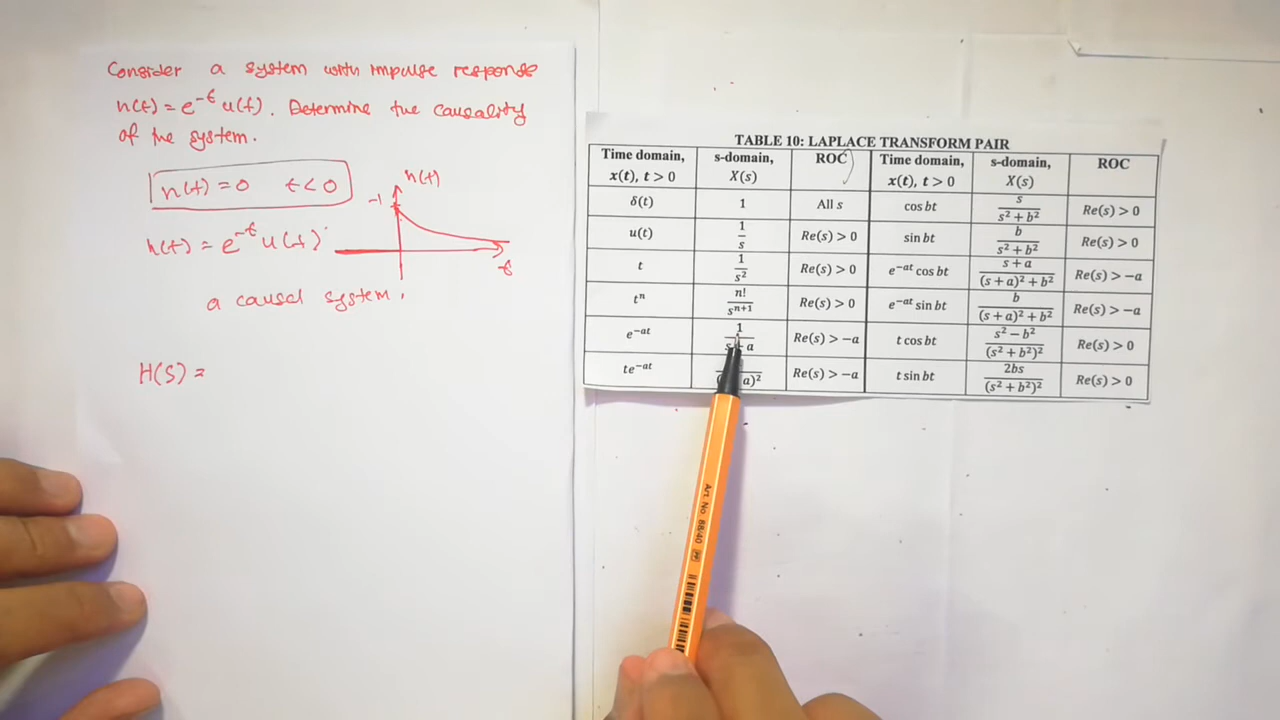 Consider a system with impulse response
h(t) = e^-t u(t). Determine the causality
of the system.
h(t) = 0 t < 0
h(t)
1
h(t) = e^-t u(t)
t
a causal system.
H(S) =
TABLE 10: LAPLACE TRANSFORM PAIR
Time domain, x(t), t > 0 | s-domain, X(s) | ROC | Time domain, x(t), t > 0 | s-domain, X(s) | ROC
δ(t) | 1 | All s | cos bt | s/(s² + b²) | Re(s) > 0
u(t) | 1/s | Re(s) > 0 | sin bt | b/(s² + b²) | Re(s) > 0
t | 1/s² | Re(s) > 0 | e^-at cos bt | (s + a)/((s + a)² + b²) | Re(s) > -a
t^n | n!/s^(n+1) | Re(s) > 0 | e^-at sin bt | b/((s + a)² + b²) | Re(s) > -a
e^-at | 1/(s + a) | Re(s) > -a | t cos bt | (s² - b²)/((s² + b²)²) | Re(s) > 0
te^-at | a)² | Re(s) > -a | t sin bt | 2bs/((s² + b²)²) | Re(s) > 0
Art. No. 88/40